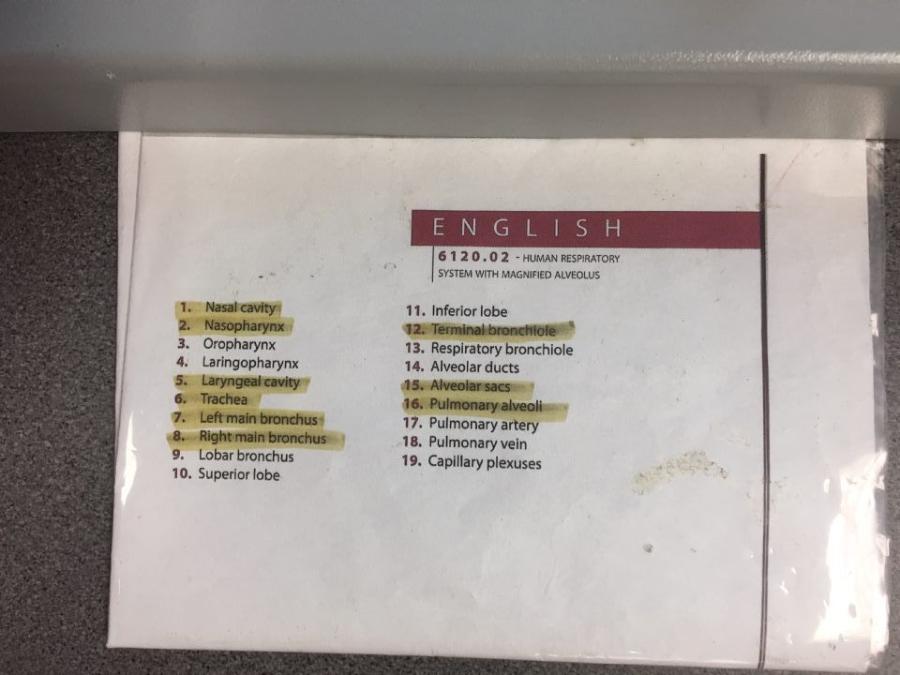 ENGLISH
6120.02 - HUMAN RESPIRATORY
SYSTEM WITH MAGNIFIED ALVEOLUS
1. Nasal cavity
2. Nasopharynx
3. Oropharynx
4. Laringopharynx
5. Laryngeal cavity
6. Trachea
7. Left main bronchus
8. Right main bronchus
9. Lobar bronchus
10. Superior lobe
11. Inferior lobe
12. Terminal bronchiole
13. Respiratory bronchiole
14. Alveolar ducts
15. Alveolar sacs
16. Pulmonary alveoli
17. Pulmonary artery
18. Pulmonary vein
19. Capillary plexuses